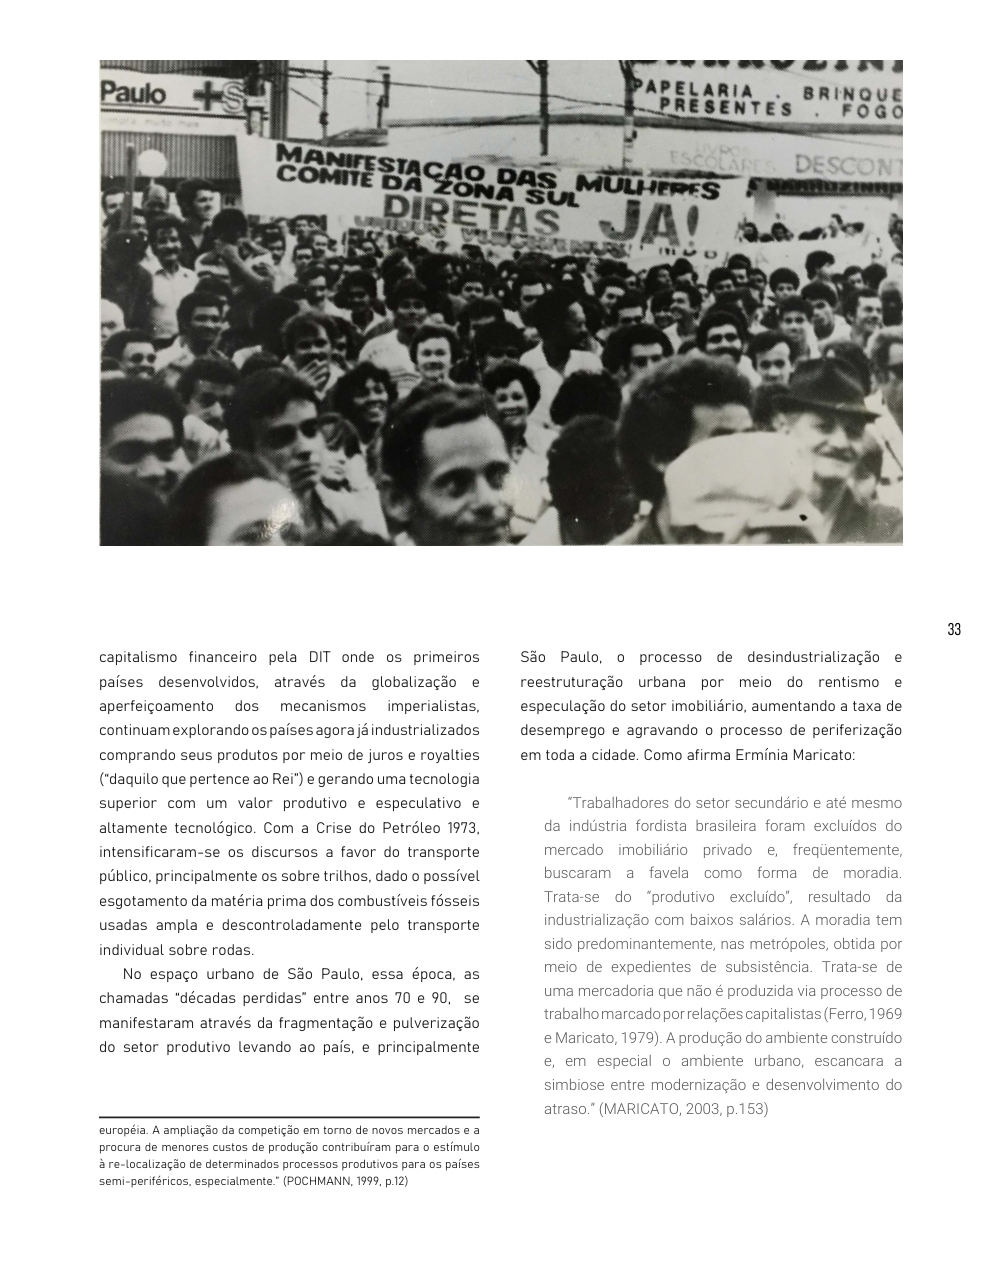 Paulo +S
PAPELARIA . BRINQUE
PRESENTES . FOGO
LIVROS
ESCOLARES DESCONT
MANIFESTAÇÃO DAS MULHERES
COMITÊ DA ZONA SUL
DIRETAS JA!
33
capitalismo financeiro pela DIT onde os primeiros
países desenvolvidos, através da globalização e
aperfeiçoamento dos mecanismos imperialistas,
continuam explorando os países agora já industrializados
comprando seus produtos por meio de juros e royalties
(“daquilo que pertence ao Rei”) e gerando uma tecnologia
superior com um valor produtivo e especulativo e
altamente tecnológico. Com a Crise do Petróleo 1973,
intensificaram-se os discursos a favor do transporte
público, principalmente os sobre trilhos, dado o possível
esgotamento da matéria prima dos combustíveis fósseis
usadas ampla e descontroladamente pelo transporte
individual sobre rodas.
No espaço urbano de São Paulo, essa época, as
chamadas “décadas perdidas” entre anos 70 e 90, se
manifestaram através da fragmentação e pulverização
do setor produtivo levando ao país, e principalmente
européia. A ampliação da competição em torno de novos mercados e a
procura de menores custos de produção contribuíram para o estímulo
à re-localização de determinados processos produtivos para os países
semi-periféricos, especialmente.” (POCHMANN, 1999, p.12)
São Paulo, o processo de desindustrialização e
reestruturação urbana por meio do rentismo e
especulação do setor imobiliário, aumentando a taxa de
desemprego e agravando o processo de periferização
em toda a cidade. Como afirma Ermínia Maricato:
“Trabalhadores do setor secundário e até mesmo
da indústria fordista brasileira foram excluídos do
mercado imobiliário privado e, freqüentemente,
buscaram a favela como forma de moradia.
Trata-se do “produtivo excluído”, resultado da
industrialização com baixos salários. A moradia tem
sido predominantemente, nas metrópoles, obtida por
meio de expedientes de subsistência. Trata-se de
uma mercadoria que não é produzida via processo de
trabalho marcado por relações capitalistas (Ferro, 1969
e Maricato, 1979). A produção do ambiente construído
e, em especial o ambiente urbano, escancara a
simbiose entre modernização e desenvolvimento do
atraso.” (MARICATO, 2003, p.153)